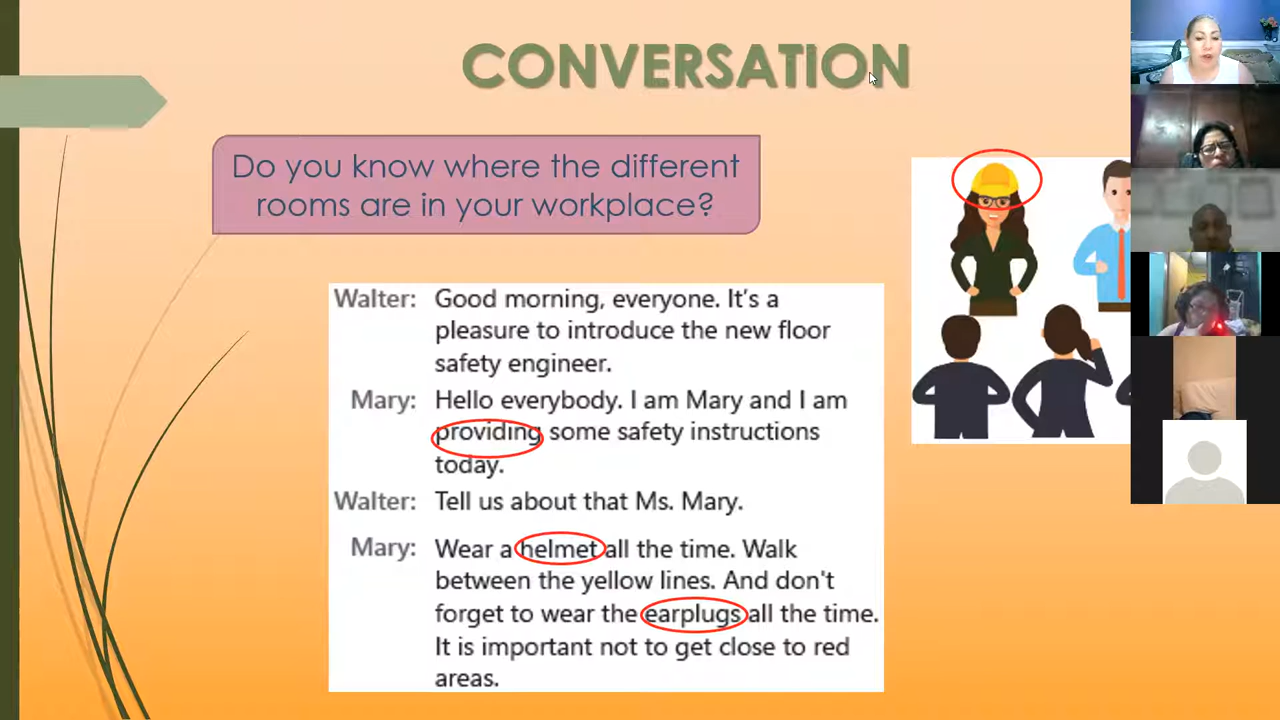 CONVERSATION
Do you know where the different
rooms are in your workplace?
Walter: Good morning, everyone. It's a
pleasure to introduce the new floor
safety engineer.
Mary: Hello everybody. I am Mary and I am
providing some safety instructions
today.
Walter: Tell us about that Ms. Mary.
Mary: Wear a helmet all the time. Walk
between the yellow lines. And don't
forget to wear the earplugs all the time.
It is important not to get close to red
areas.